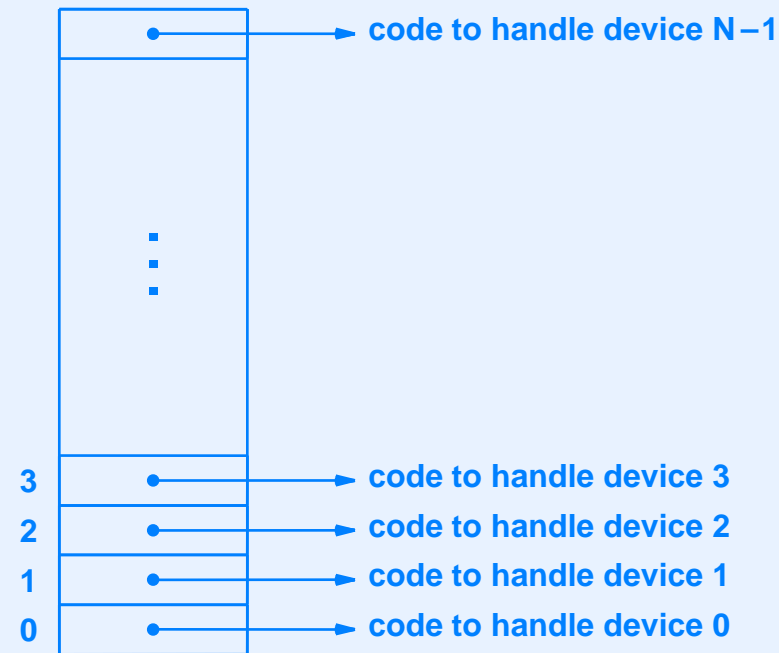 code to handle device N–1
3 code to handle device 3
2 code to handle device 2
1 code to handle device 1
0 code to handle device 0